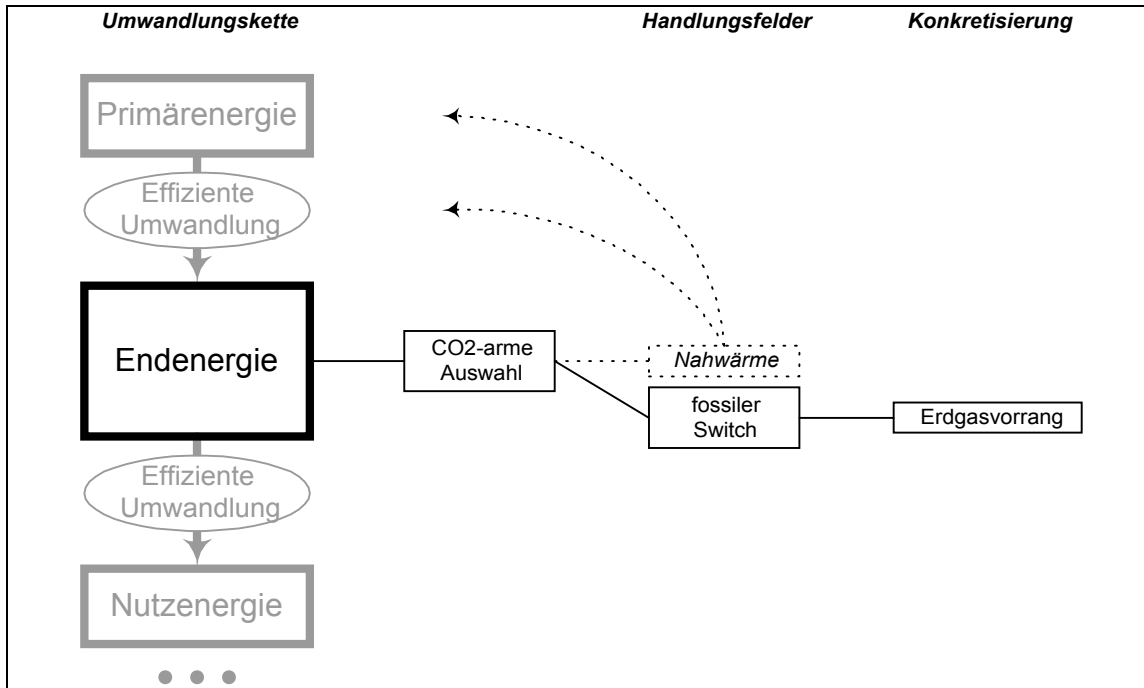 Umwandlungskette
Handlungsfelder
Konkretisierung
Primärenergie
Effiziente
Umwandlung
Endenergie
CO2-arme
Auswahl
Nahwärme
fossiler
Switch
Erdgasvorrang
Effiziente
Umwandlung
Nutzenergie